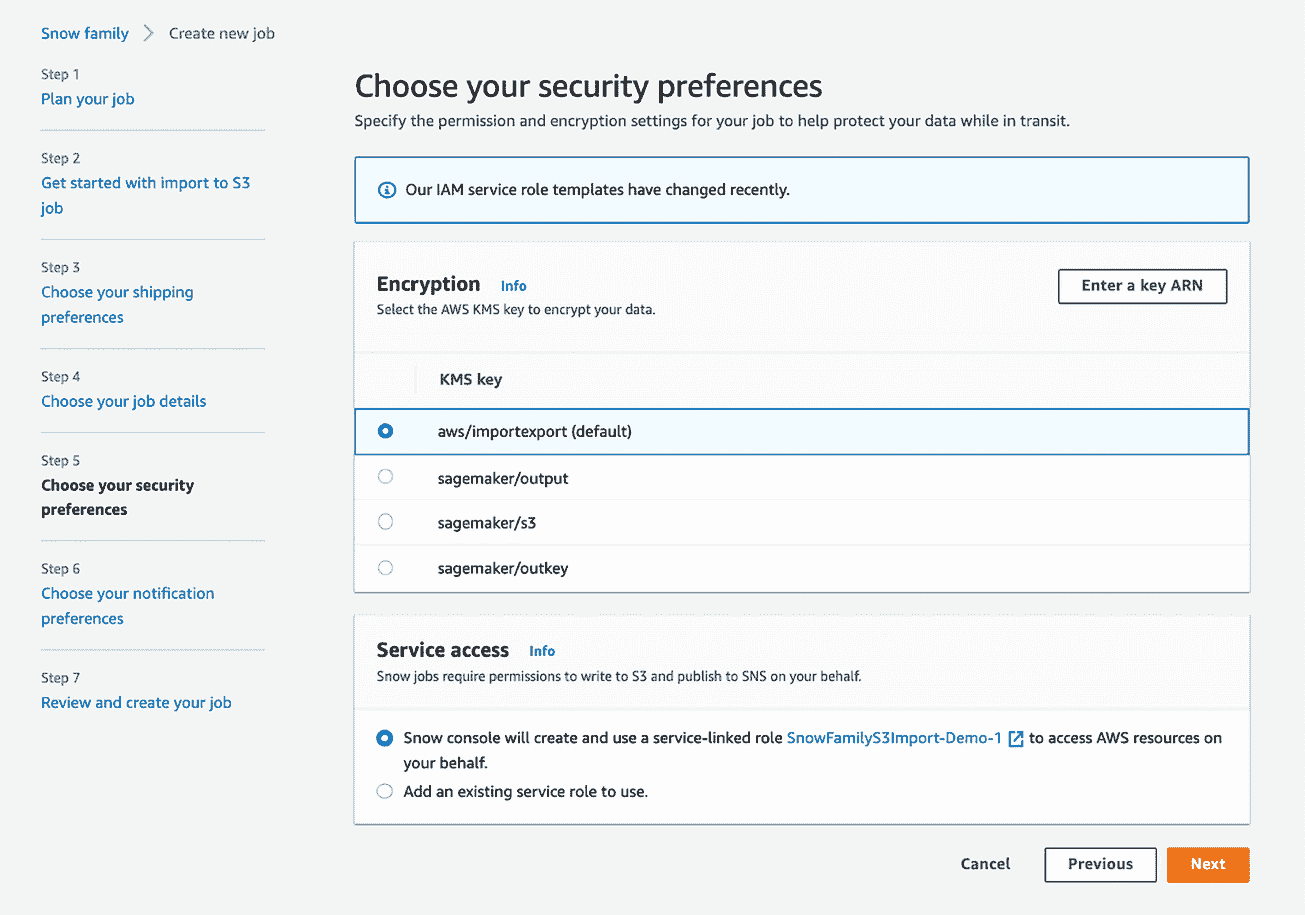 Snow family
Create new job
Step 1
Plan your job
Step 2
Get started with import to S3
job
Step 3
Choose your shipping
preferences
Step 4
Choose your job details
Step 5
Choose your security
preferences
Step 6
Choose your notification
preferences
Step 7
Review and create your job
Choose your security preferences
Specify the permission and encryption settings for your job to help protect your data while in transit.
Our IAM service role templates have changed recently.
Encryption Info
Select the AWS KMS key to encrypt your data.
Enter a key ARN
KMS key
aws/importexport (default)
sagemaker/output
sagemaker/s3
sagemaker/outkey
Service access Info
Snow jobs require permissions to write to S3 and publish to SNS on your behalf.
Snow console will create and use a service-linked role SnowFamilyS3Import-Demo-1 to access AWS resources on
your behalf.
Add an existing service role to use.
Cancel
Previous
Next